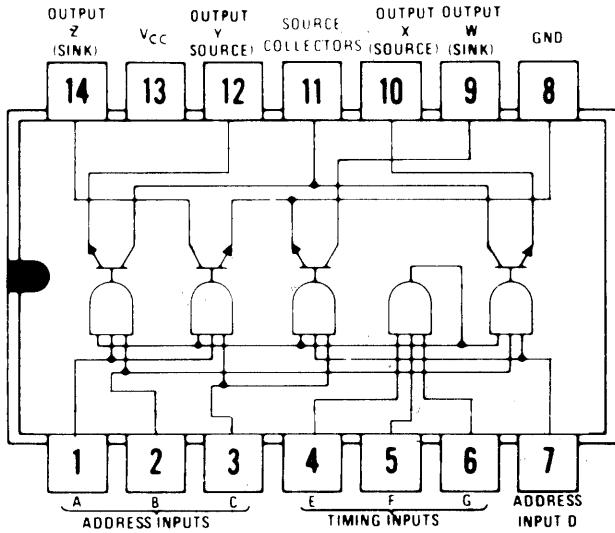 OUTPUT Z (SINK)
VCC
OUTPUT Y SOURCE)
SOURCE COLLECTORS
OUTPUT X (SOURCE)
OUTPUT W (SINK)
GND
14 13 12 11 10 9 8
1 2 3 4 5 6 7
A B C E F G
ADDRESS INPUTS
TIMING INPUTS
ADDRESS INPUT D